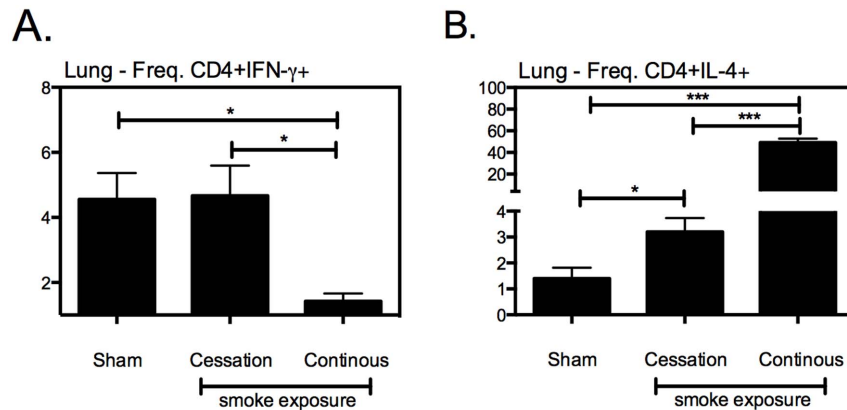 A.
Lung - Freq. CD4+IFN-γ+
8
6
4
2
*
*
Sham Cessation Continous
smoke exposure
B.
Lung - Freq. CD4+IL-4+
100
80
60
40
20
4
3
2
1
0
***
***
*
Sham Cessation Continous
smoke exposure